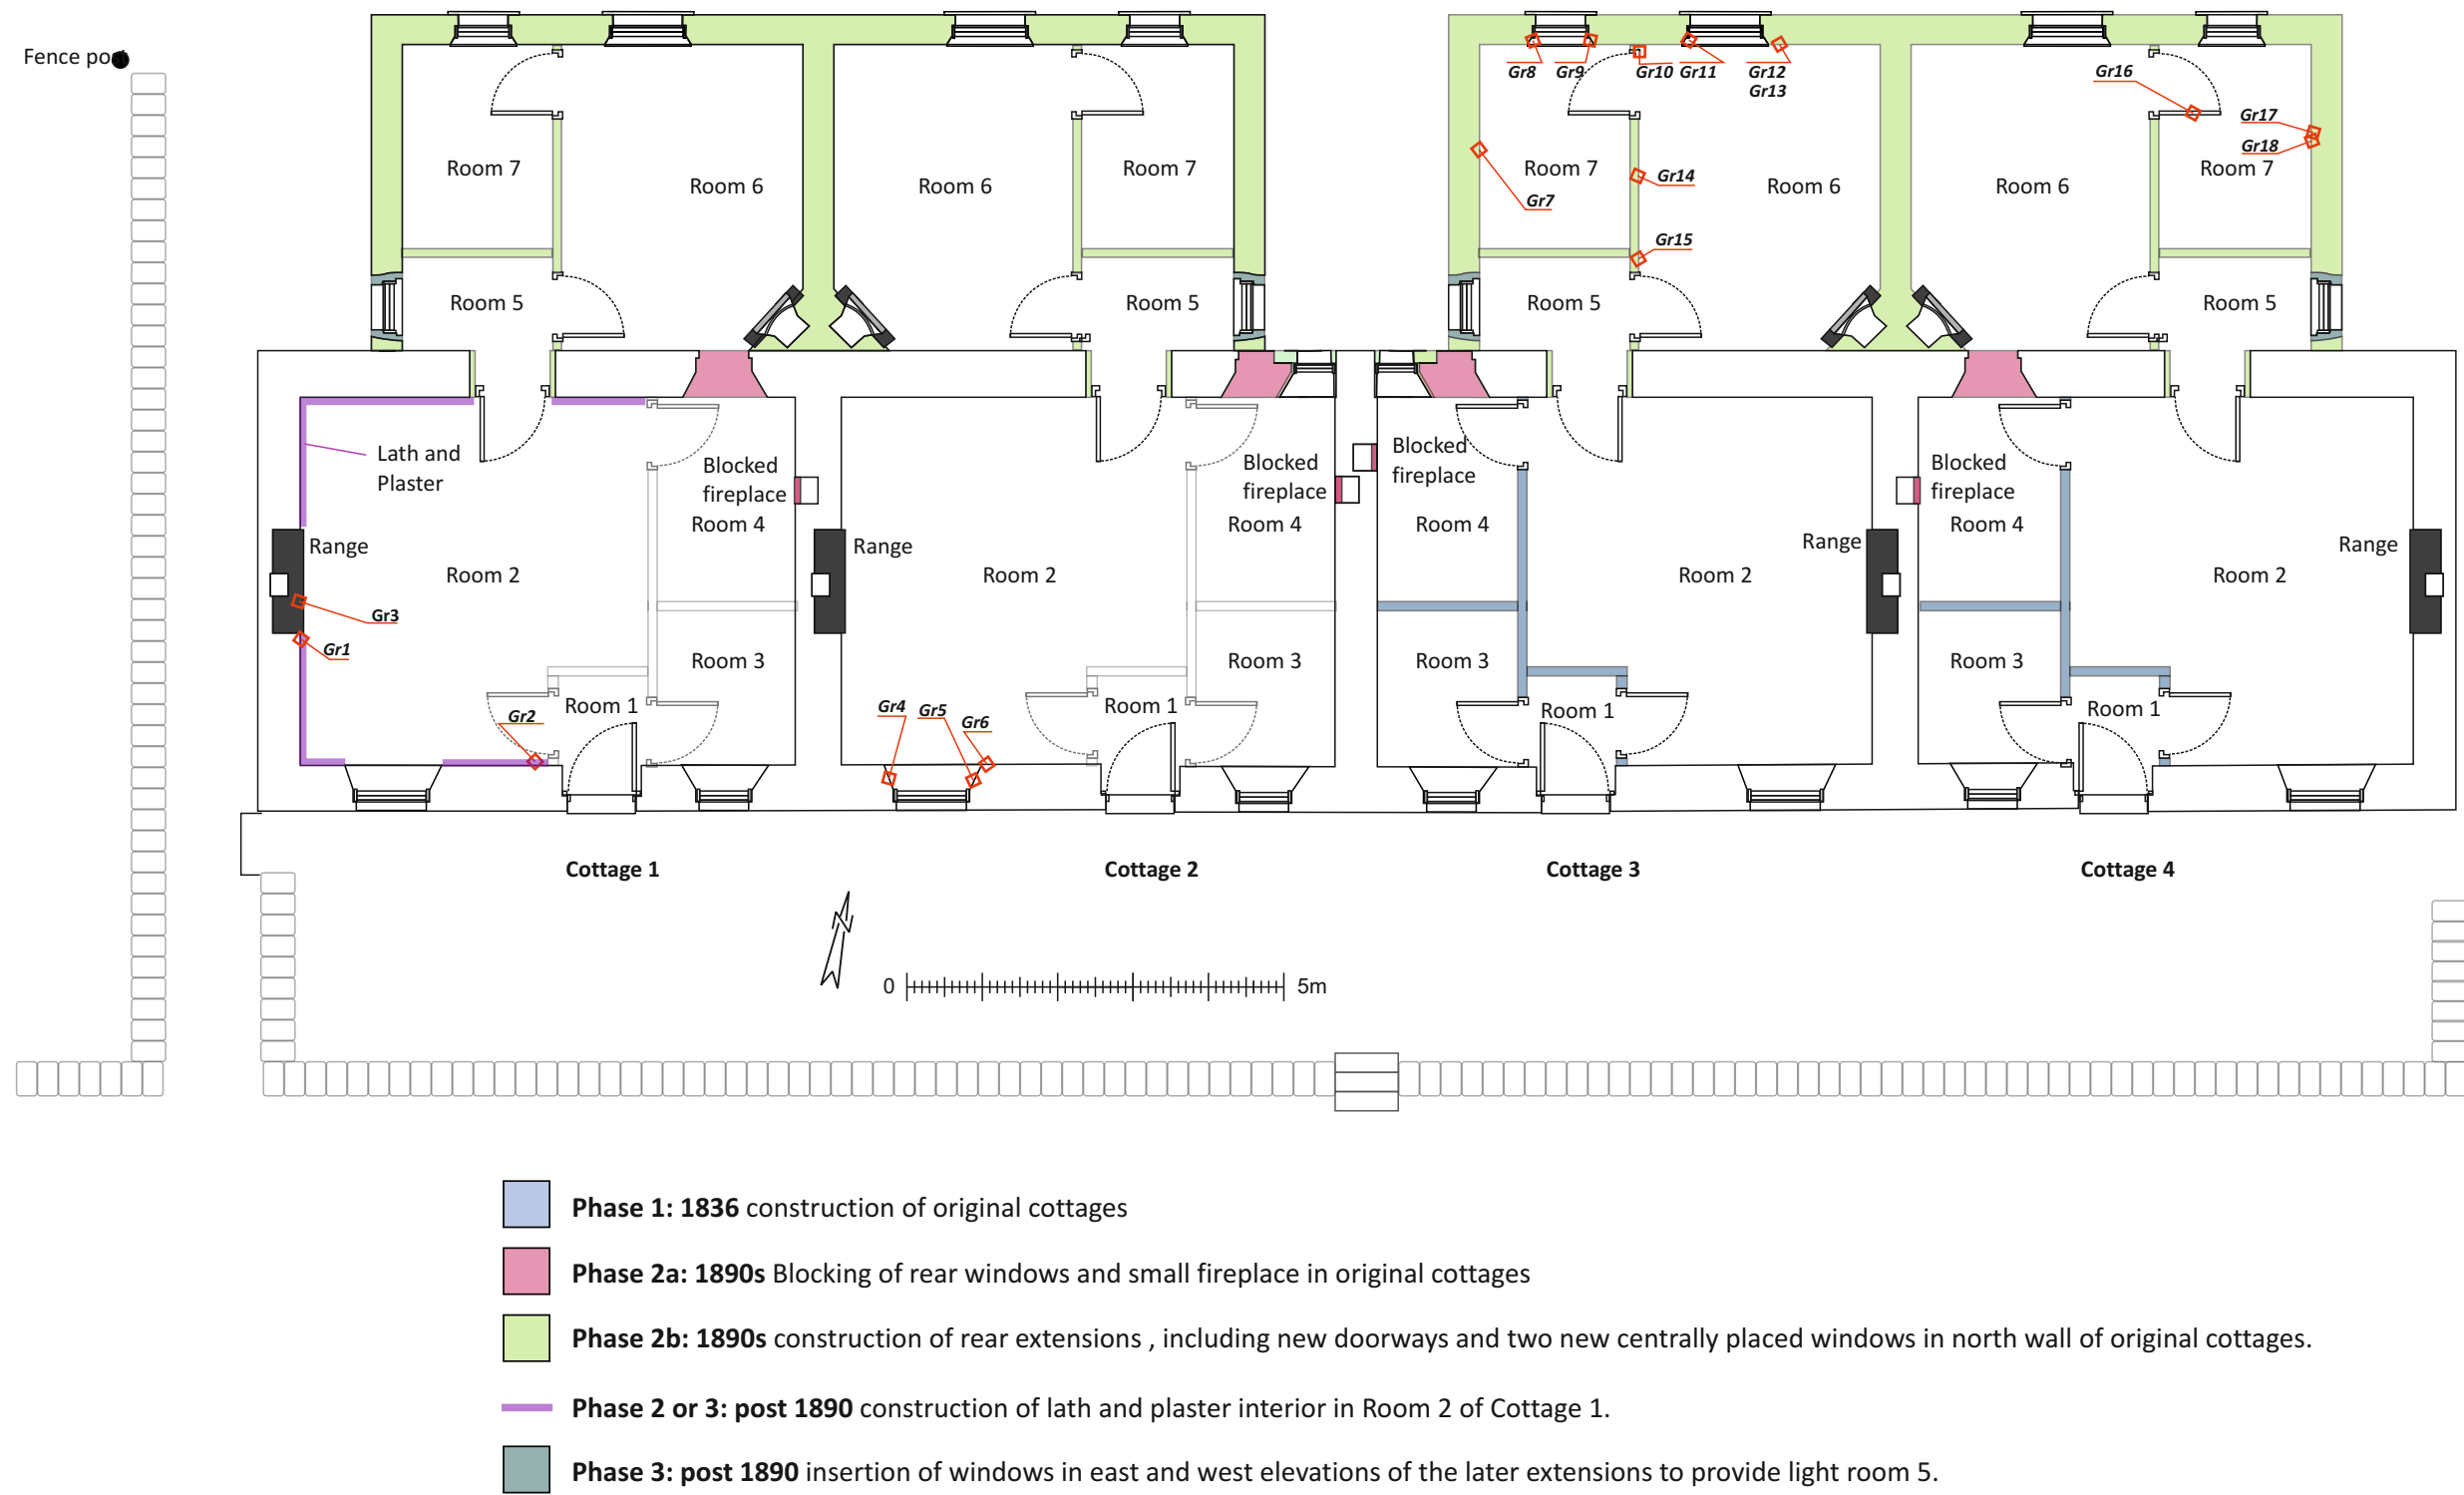 Fence post
Gr8
Gr9
Gr10
Gr11
Gr12
Gr13
Gr16
Gr17
Gr18
Room 7
Room 6
Room 6
Room 7
Room 7
Gr7
Gr14
Room 6
Room 6
Room 7
Gr15
Room 5
Room 5
Room 5
Room 5
Lath and
Plaster
Blocked
fireplace
Room 4
Blocked
fireplace
Room 4
Blocked
fireplace
Room 4
Blocked
fireplace
Room 4
Range
Room 2
Range
Room 2
Range
Room 2
Range
Room 2
Gr3
Gr1
Gr2
Room 1
Room 3
Gr4
Gr5
Gr6
Room 1
Room 3
Room 3
Room 1
Room 3
Room 1
Cottage 1
Cottage 2
Cottage 3
Cottage 4
N
0
5m
Phase 1: 1836 construction of original cottages
Phase 2a: 1890s Blocking of rear windows and small fireplace in original cottages
Phase 2b: 1890s construction of rear extensions , including new doorways and two new centrally placed windows in north wall of original cottages.
Phase 2 or 3: post 1890 construction of lath and plaster interior in Room 2 of Cottage 1.
Phase 3: post 1890 insertion of windows in east and west elevations of the later extensions to provide light room 5.